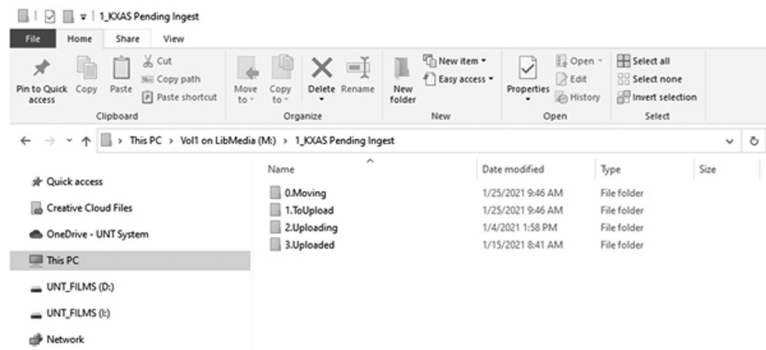 1_KXAS Pending Ingest
File Home Share View
Pin to Quick access
Copy
Paste
Cut
Copy path
Paste shortcut
Clipboard
Move to
Copy to
Delete
Rename
Organize
New folder
New item
Easy access
New
Properties
Open
Edit
History
Open
Select all
Select none
Invert selection
Select
This PC > Vol1 on LibMedia (M:) > 1_KXAS Pending Ingest
Quick access
Creative Cloud Files
OneDrive - UNT System
This PC
UNT_FILMS (D:)
UNT_FILMS (I:)
Network
Name Date modified Type Size
0.Moving 1/25/2021 9:46 AM File folder
1.ToUpload 1/25/2021 9:46 AM File folder
2.Uploading 1/4/2021 1:58 PM File folder
3.Uploaded 1/15/2021 8:41 AM File folder